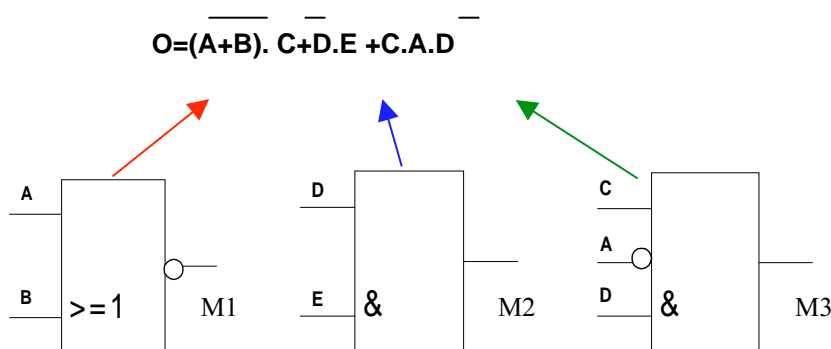 O=(A+B). C+D.E +C.A.D
A
B
>=1
M1
D
E
&
M2
C
A
D
&
M3